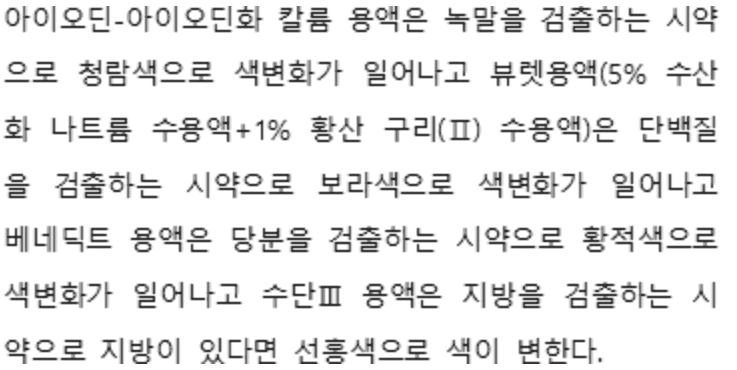 아이오딘-아이오딘화 칼륨 용액은 녹말을 검출하는 시약
으로 청람색으로 색변화가 일어나고 뷰렛용액(5% 수산
화 나트륨 수용액+1% 황산 구리(Ⅱ) 수용액)은 단백질
을 검출하는 시약으로 보라색으로 색변화가 일어나고
베네딕트 용액은 당분을 검출하는 시약으로 황적색으로
색변화가 일어나고 수단Ⅲ 용액은 지방을 검출하는 시
약으로 지방이 있다면 선홍색으로 색이 변한다.